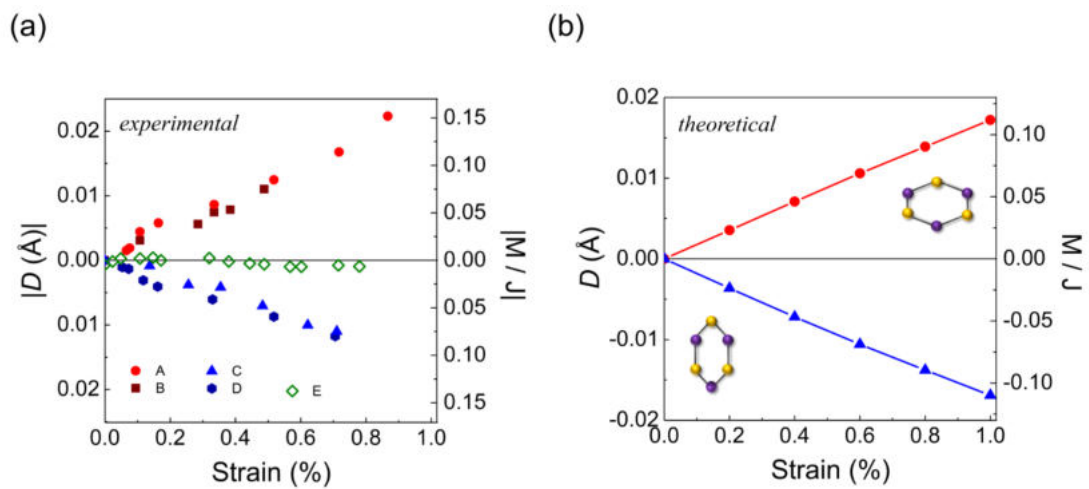 (a)
experimental
0.02
0.01
0.00
0.01
0.02
|D (Å)|
0.15
0.10
0.05
0.00
0.05
0.10
0.15
|M / J|
A
C
E
B
D
0.0
0.2
0.4
0.6
0.8
1.0
Strain (%)
(b)
theoretical
0.02
0.01
0.00
-0.01
-0.02
D (Å)
0.10
0.05
0.00
-0.05
-0.10
M / J
0.0
0.2
0.4
0.6
0.8
1.0
Strain (%)